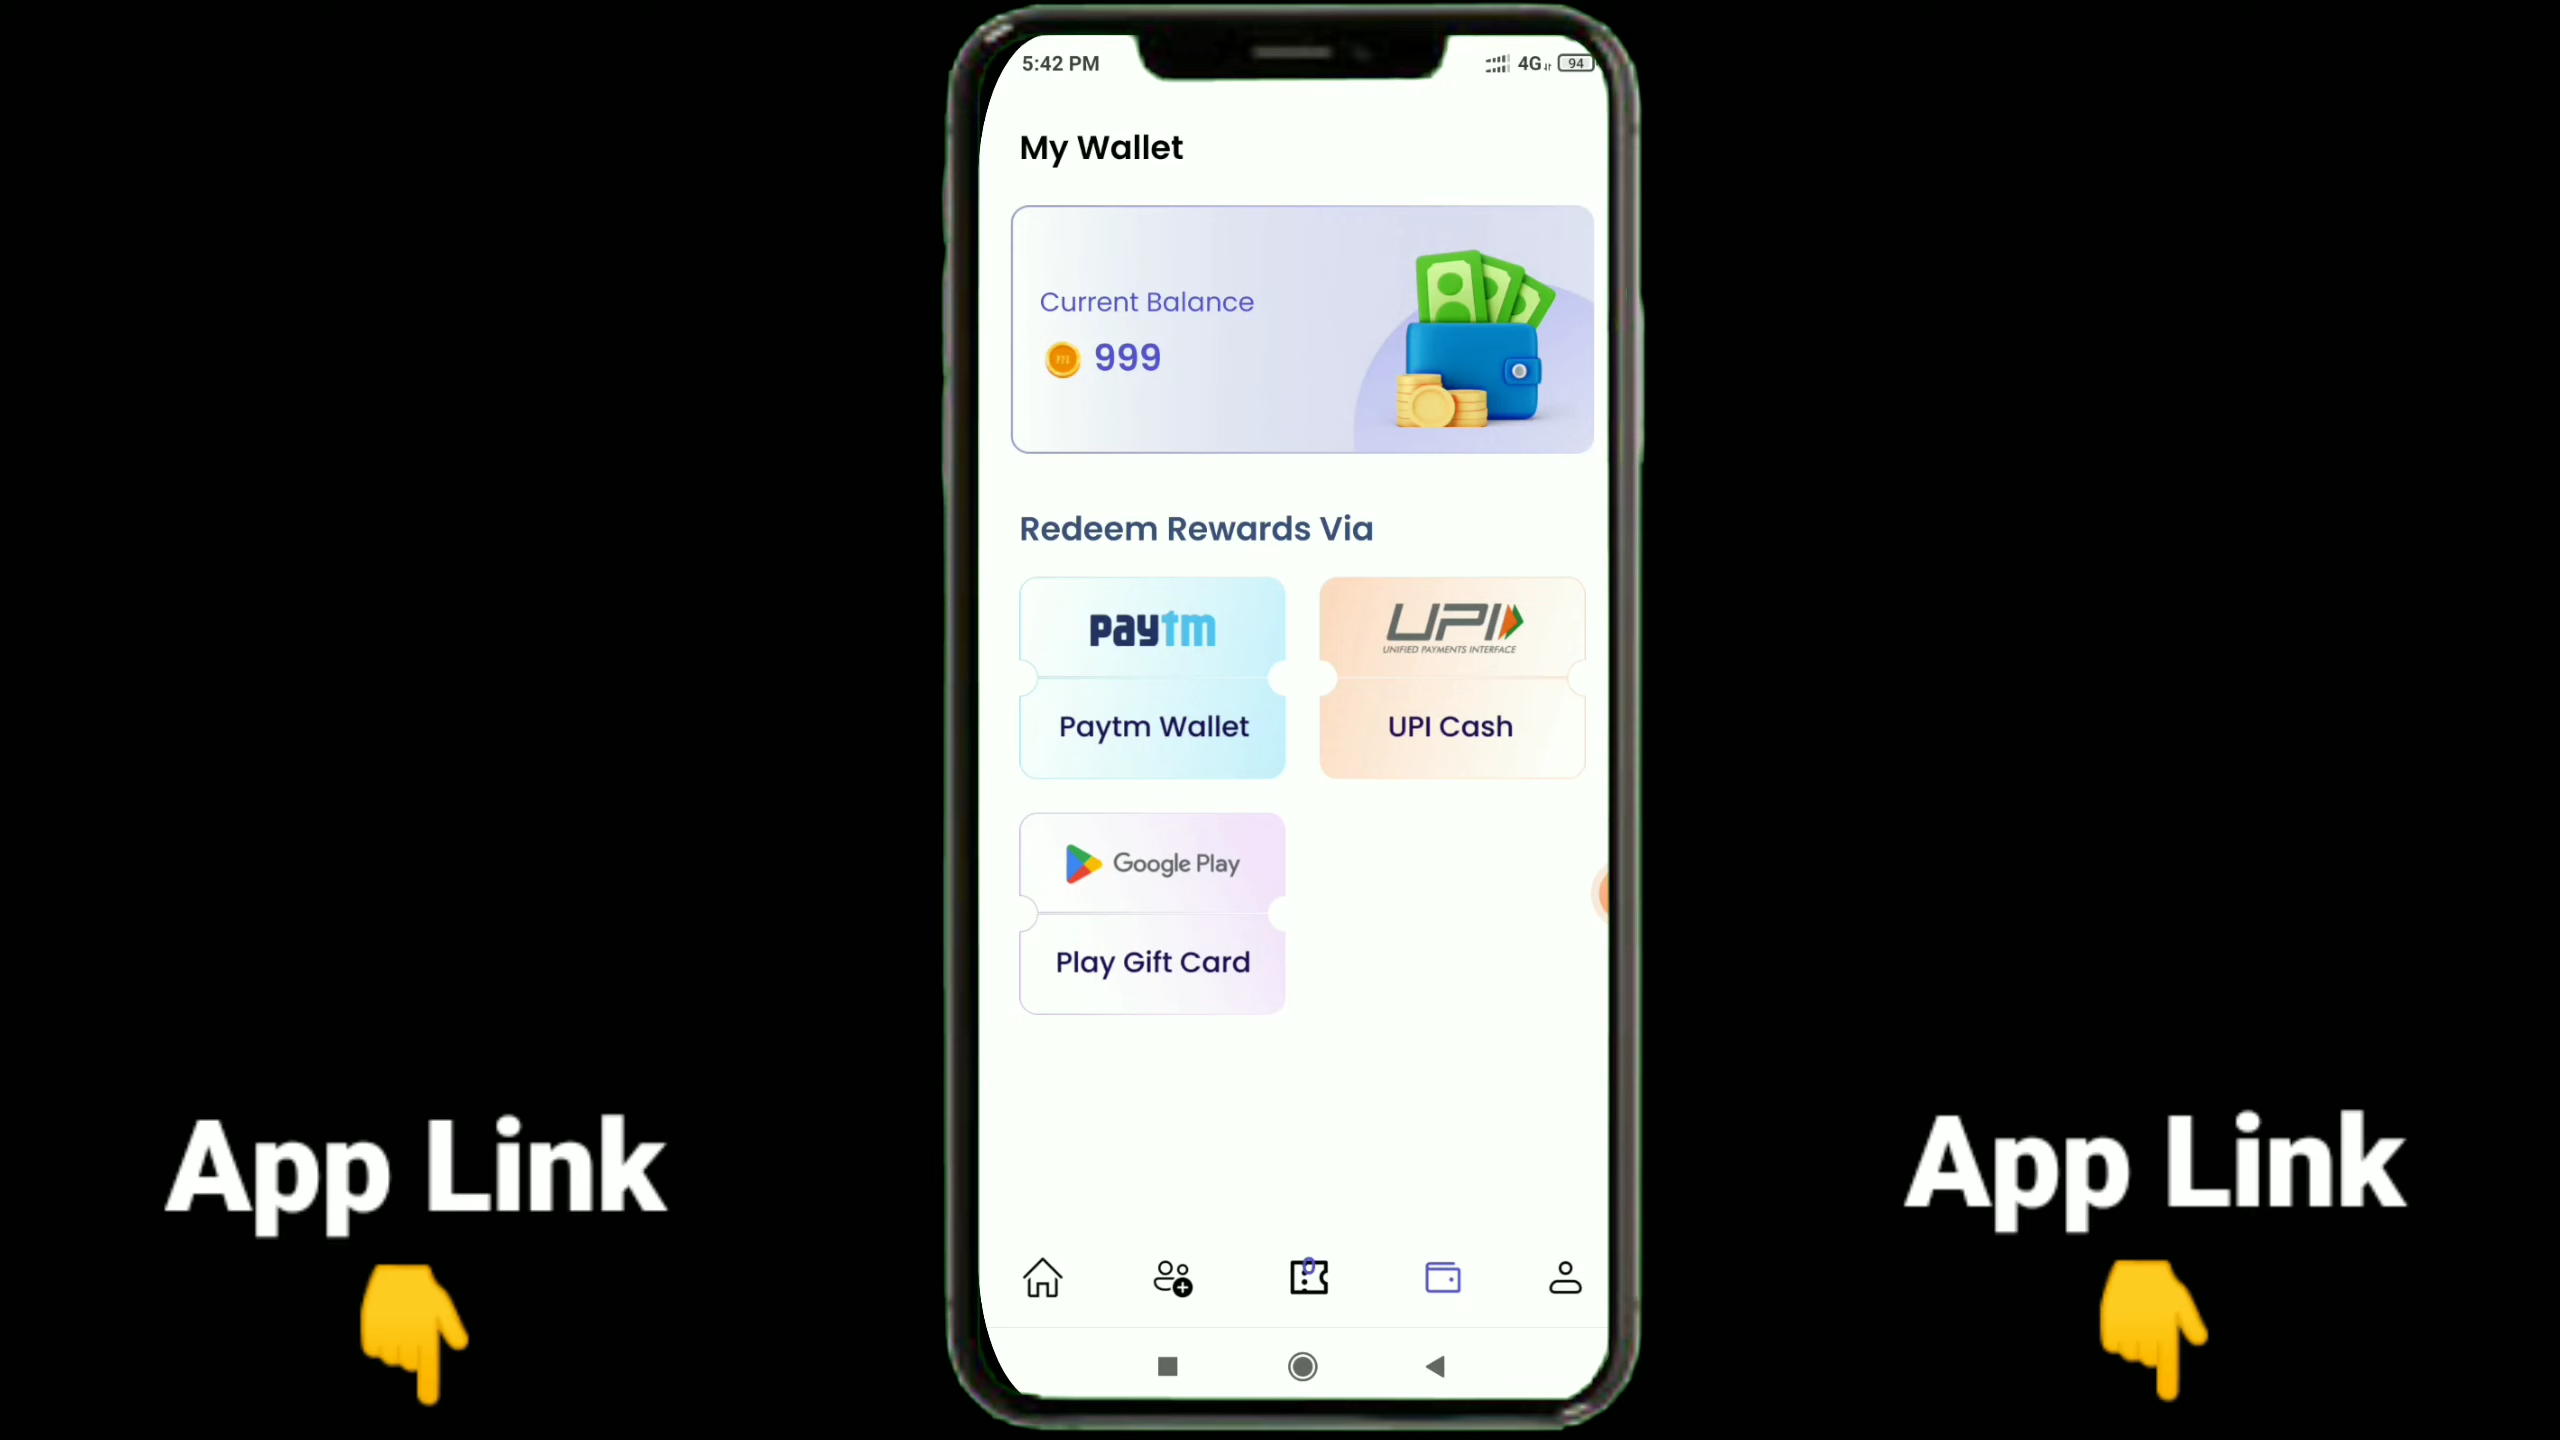 5:42 PM
4G 94
My Wallet
Current Balance
m 999
Redeem Rewards Via
paytm
Paytm Wallet
UPI
UNIFIED PAYMENTS INTERFACE
UPI Cash
Google Play
Play Gift Card
App Link
App Link
0